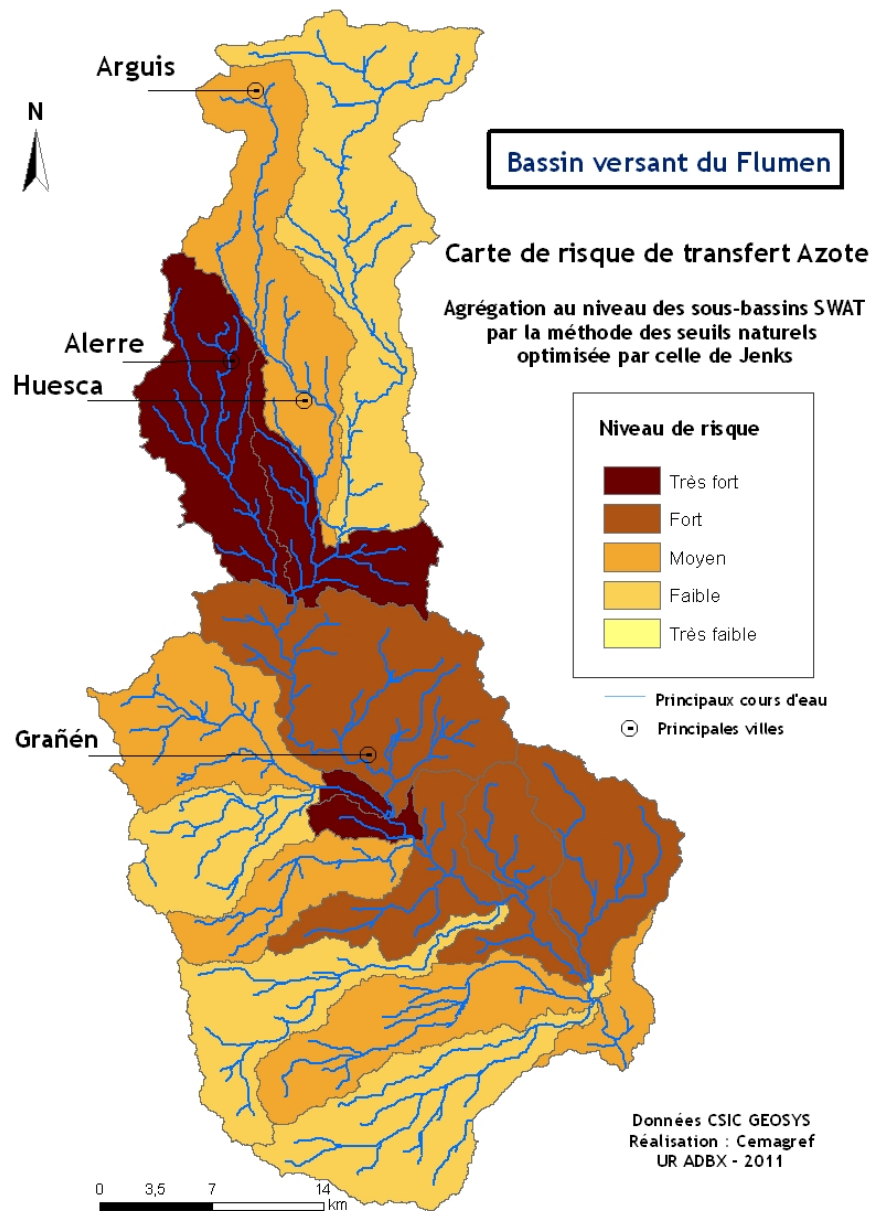 Arguis
N
Bassin versant du Flumen
Carte de risque de transfert Azote
Agrégation au niveau des sous-bassins SWAT
par la méthode des seuils naturels
optimisée par celle de Jenks
Alerre
Huesca
Niveau de risque
Très fort
Fort
Moyen
Faible
Très faible
Principaux cours d'eau
Principales villes
Grañén
Données CSIC GEOSYS
Réalisation : Cemagref
UR ADBX - 2011
0 3,5 7 14
km